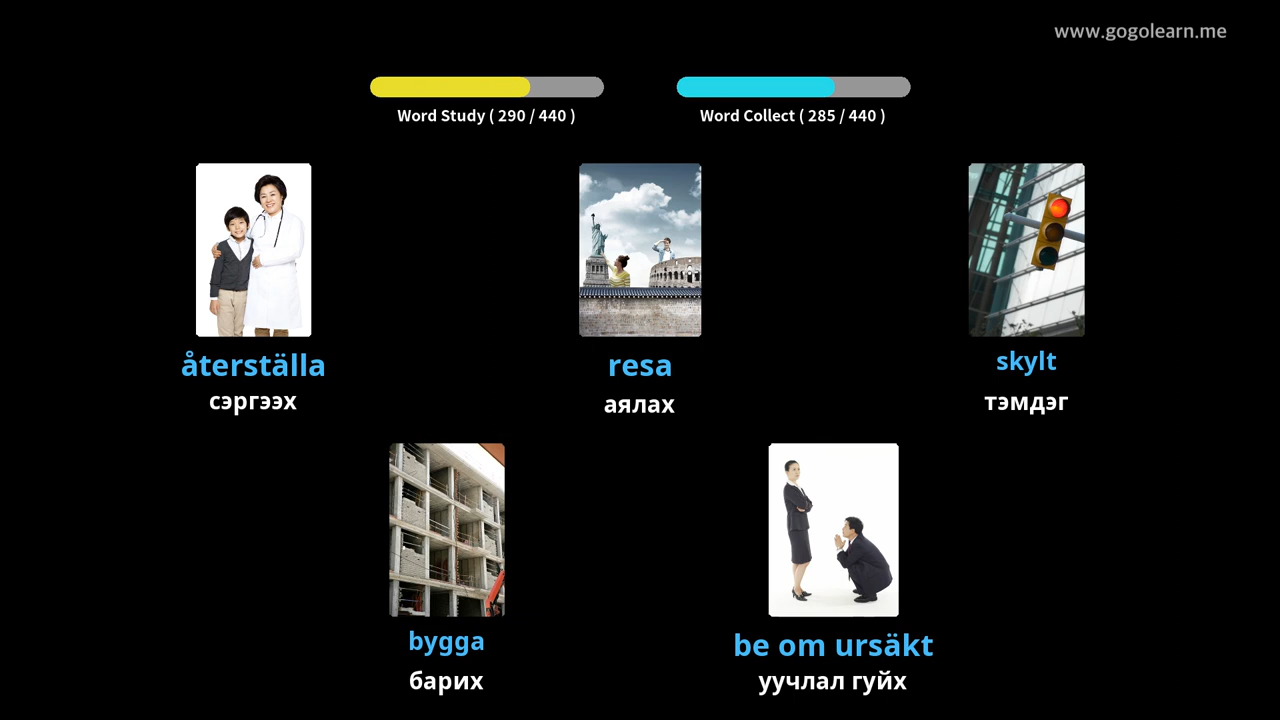 www.gogolearn.me
Word Study ( 290 / 440 )
Word Collect ( 285 / 440 )
återställa
сэргээх
resa
аялах
skylt
тэмдэг
bygga
барих
be om ursäkt
уучлал гуйх